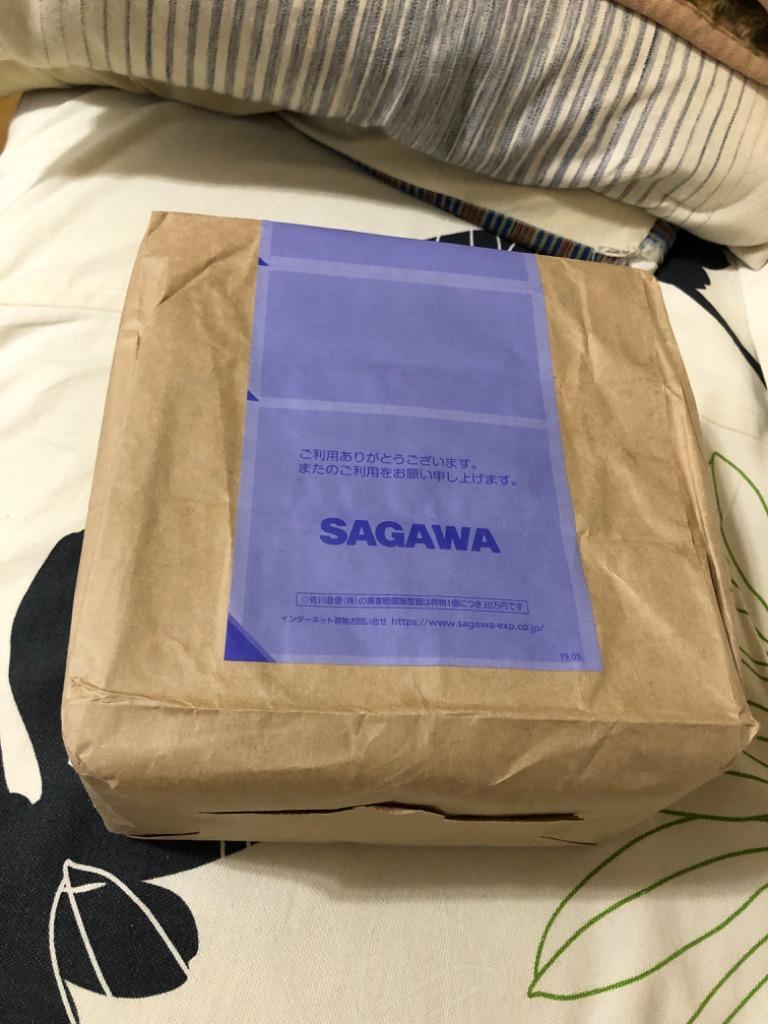 ご利用ありがとうございます。
またのご利用をお願い申し上げます。
SAGAWA
◇佐川急便(株)の損害賠償限度額は荷物1個につき30万円です
インターネット荷物お問い合せ https://www.sagawa-exp.co.jp/
19.05